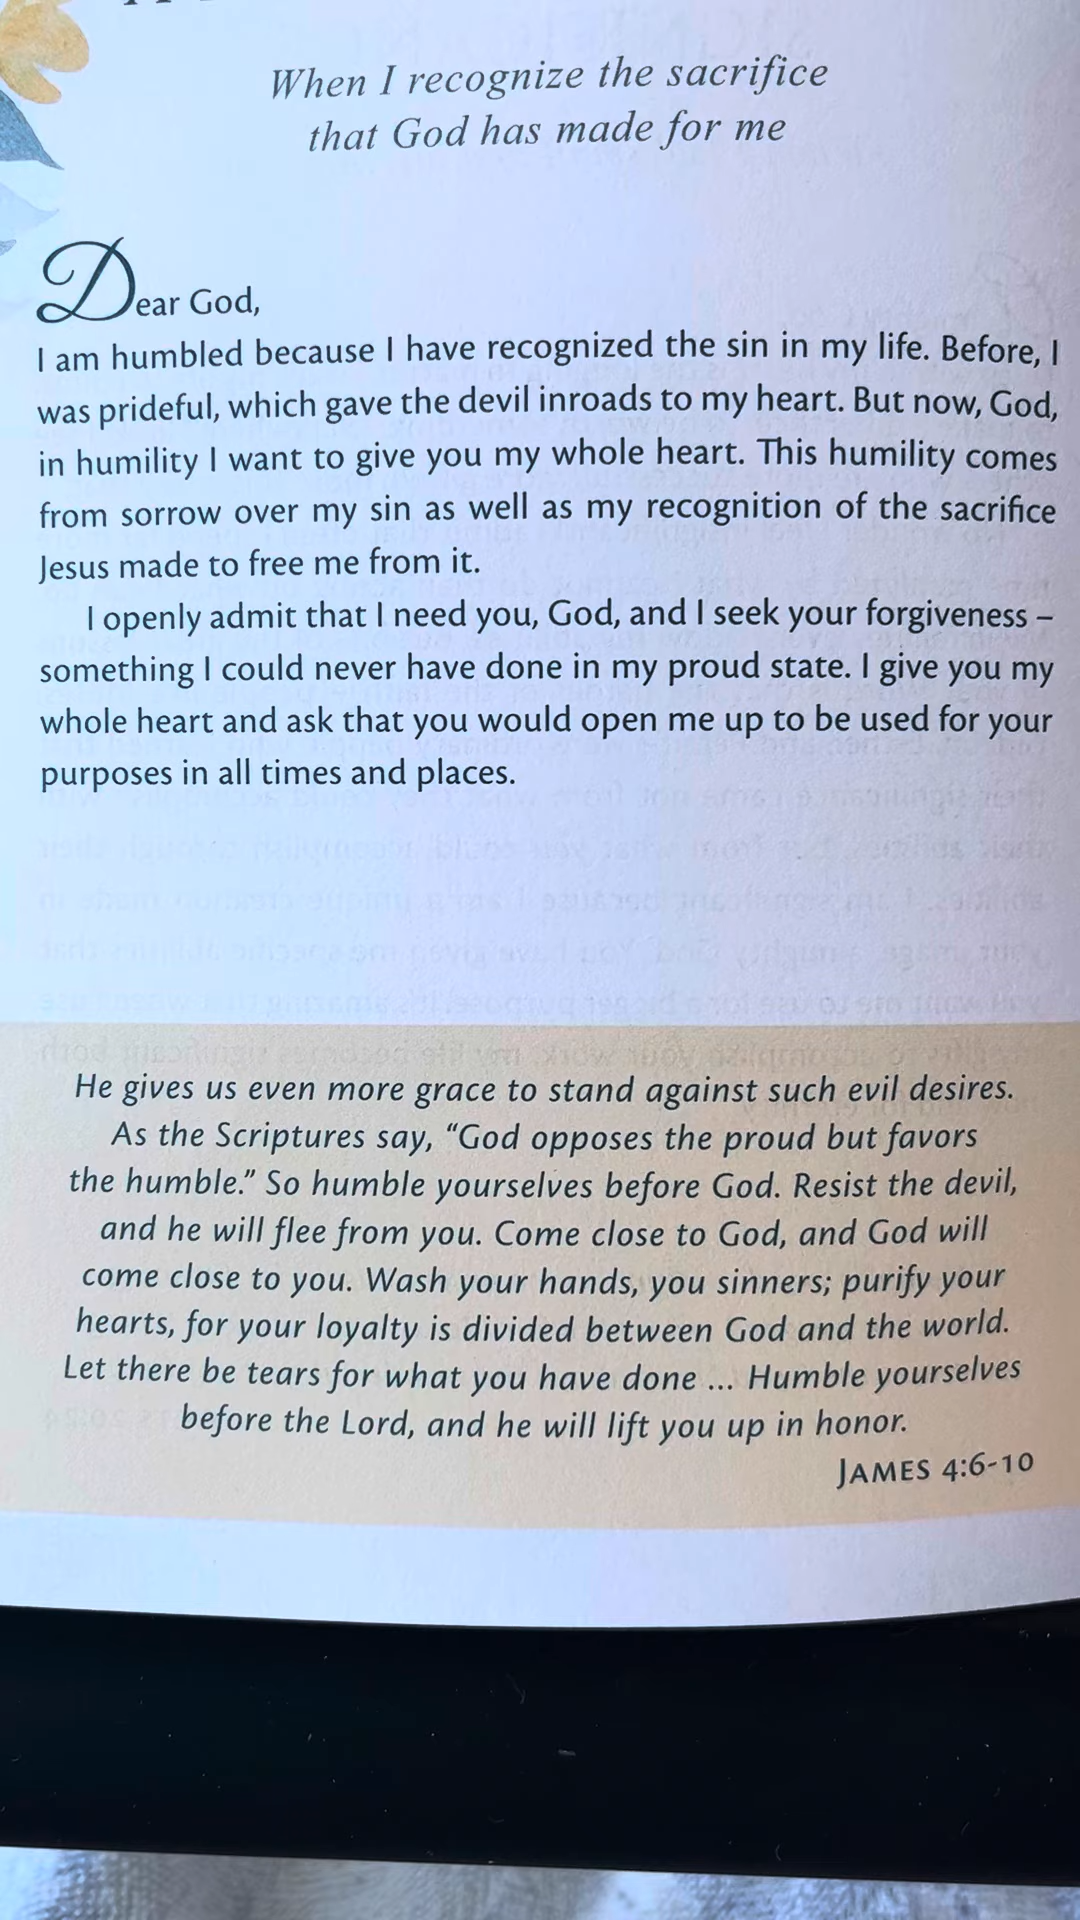 When I recognize the sacrifice
that God has made for me
Dear God,
I am humbled because I have recognized the sin in my life. Before, I
was prideful, which gave the devil inroads to my heart. But now, God,
in humility I want to give you my whole heart. This humility comes
from sorrow over my sin as well as my recognition of the sacrifice
Jesus made to free me from it.
I openly admit that I need you, God, and I seek your forgiveness –
something I could never have done in my proud state. I give you my
whole heart and ask that you would open me up to be used for your
purposes in all times and places.
He gives us even more grace to stand against such evil desires.
As the Scriptures say, “God opposes the proud but favors
the humble.” So humble yourselves before God. Resist the devil,
and he will flee from you. Come close to God, and God will
come close to you. Wash your hands, you sinners; purify your
hearts, for your loyalty is divided between God and the world.
Let there be tears for what you have done ... Humble yourselves
before the Lord, and he will lift you up in honor.
JAMES 4:6-10